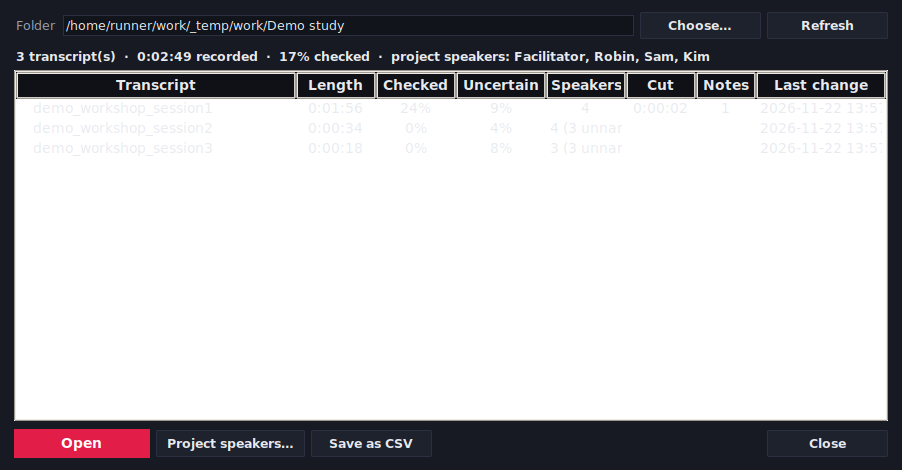 Folder /home/runner/work/_temp/work/Demo study Choose... Refresh
3 transcript(s) · 0:02:49 recorded · 17% checked · project speakers: Facilitator, Robin, Sam, Kim
Transcript Length Checked Uncertain Speakers Cut Notes Last change
demo_workshop_session1 0:01:56 24% 9% 4 0:00:02 1 2026-11-22 13:57
demo_workshop_session2 0:00:34 0% 4% 4 (3 unnar 2026-11-22 13:57
demo_workshop_session3 0:00:18 0% 8% 3 (3 unnar 2026-11-22 13:57
Open Project speakers... Save as CSV Close